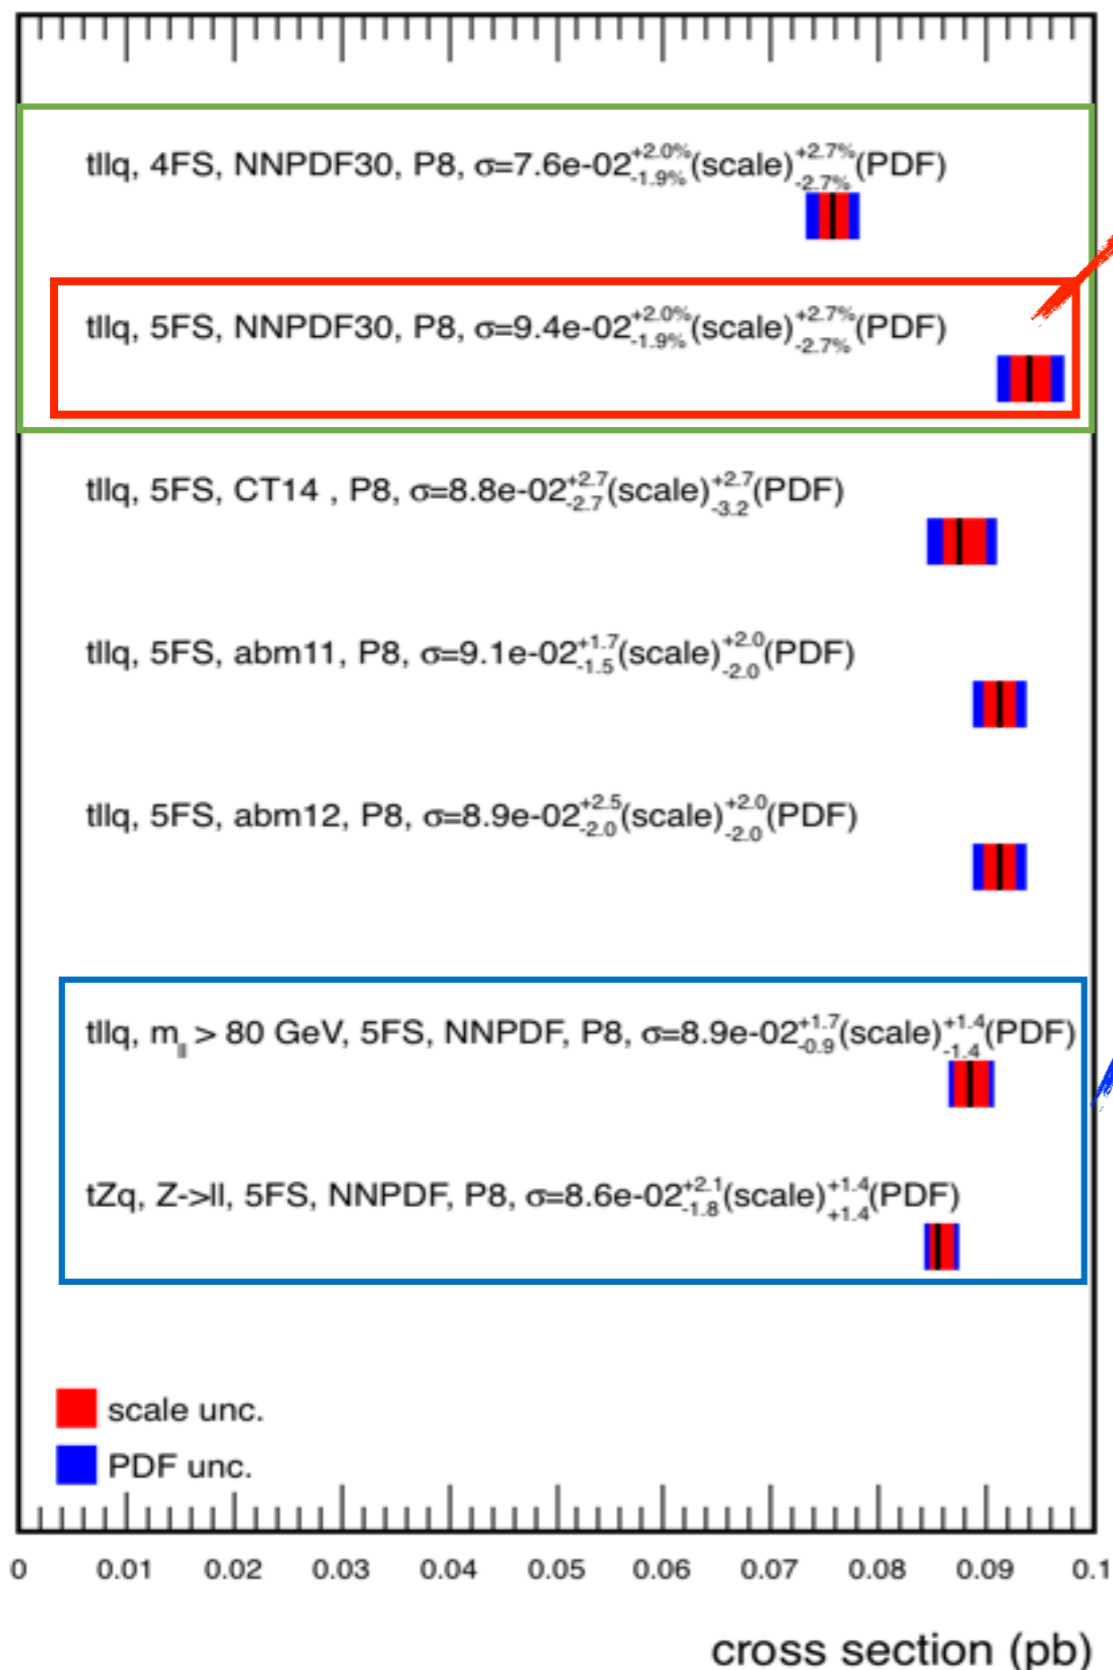 tllq, 4FS, NNPDF30, P8, σ=7.6e-02+2.0%-1.9%(scale)+2.7%-2.7%(PDF)
tllq, 5FS, NNPDF30, P8, σ=9.4e-02+2.0%-1.9%(scale)+2.7%-2.7%(PDF)
tllq, 5FS, CT14 , P8, σ=8.8e-02+2.7-2.7(scale)+2.7-3.2(PDF)
tllq, 5FS, abm11, P8, σ=9.1e-02+1.7-1.5(scale)+2.0-2.0(PDF)
tllq, 5FS, abm12, P8, σ=8.9e-02+2.5-2.0(scale)+2.0-2.0(PDF)
tllq, mll > 80 GeV, 5FS, NNPDF, P8, σ=8.9e-02+1.7-0.9(scale)+1.4-1.4(PDF)
tZq, Z->ll, 5FS, NNPDF, P8, σ=8.6e-02+2.1-1.8(scale)+1.4+1.4(PDF)
scale unc.
PDF unc.
0 0.01 0.02 0.03 0.04 0.05 0.06 0.07 0.08 0.09 0.1
cross section (pb)